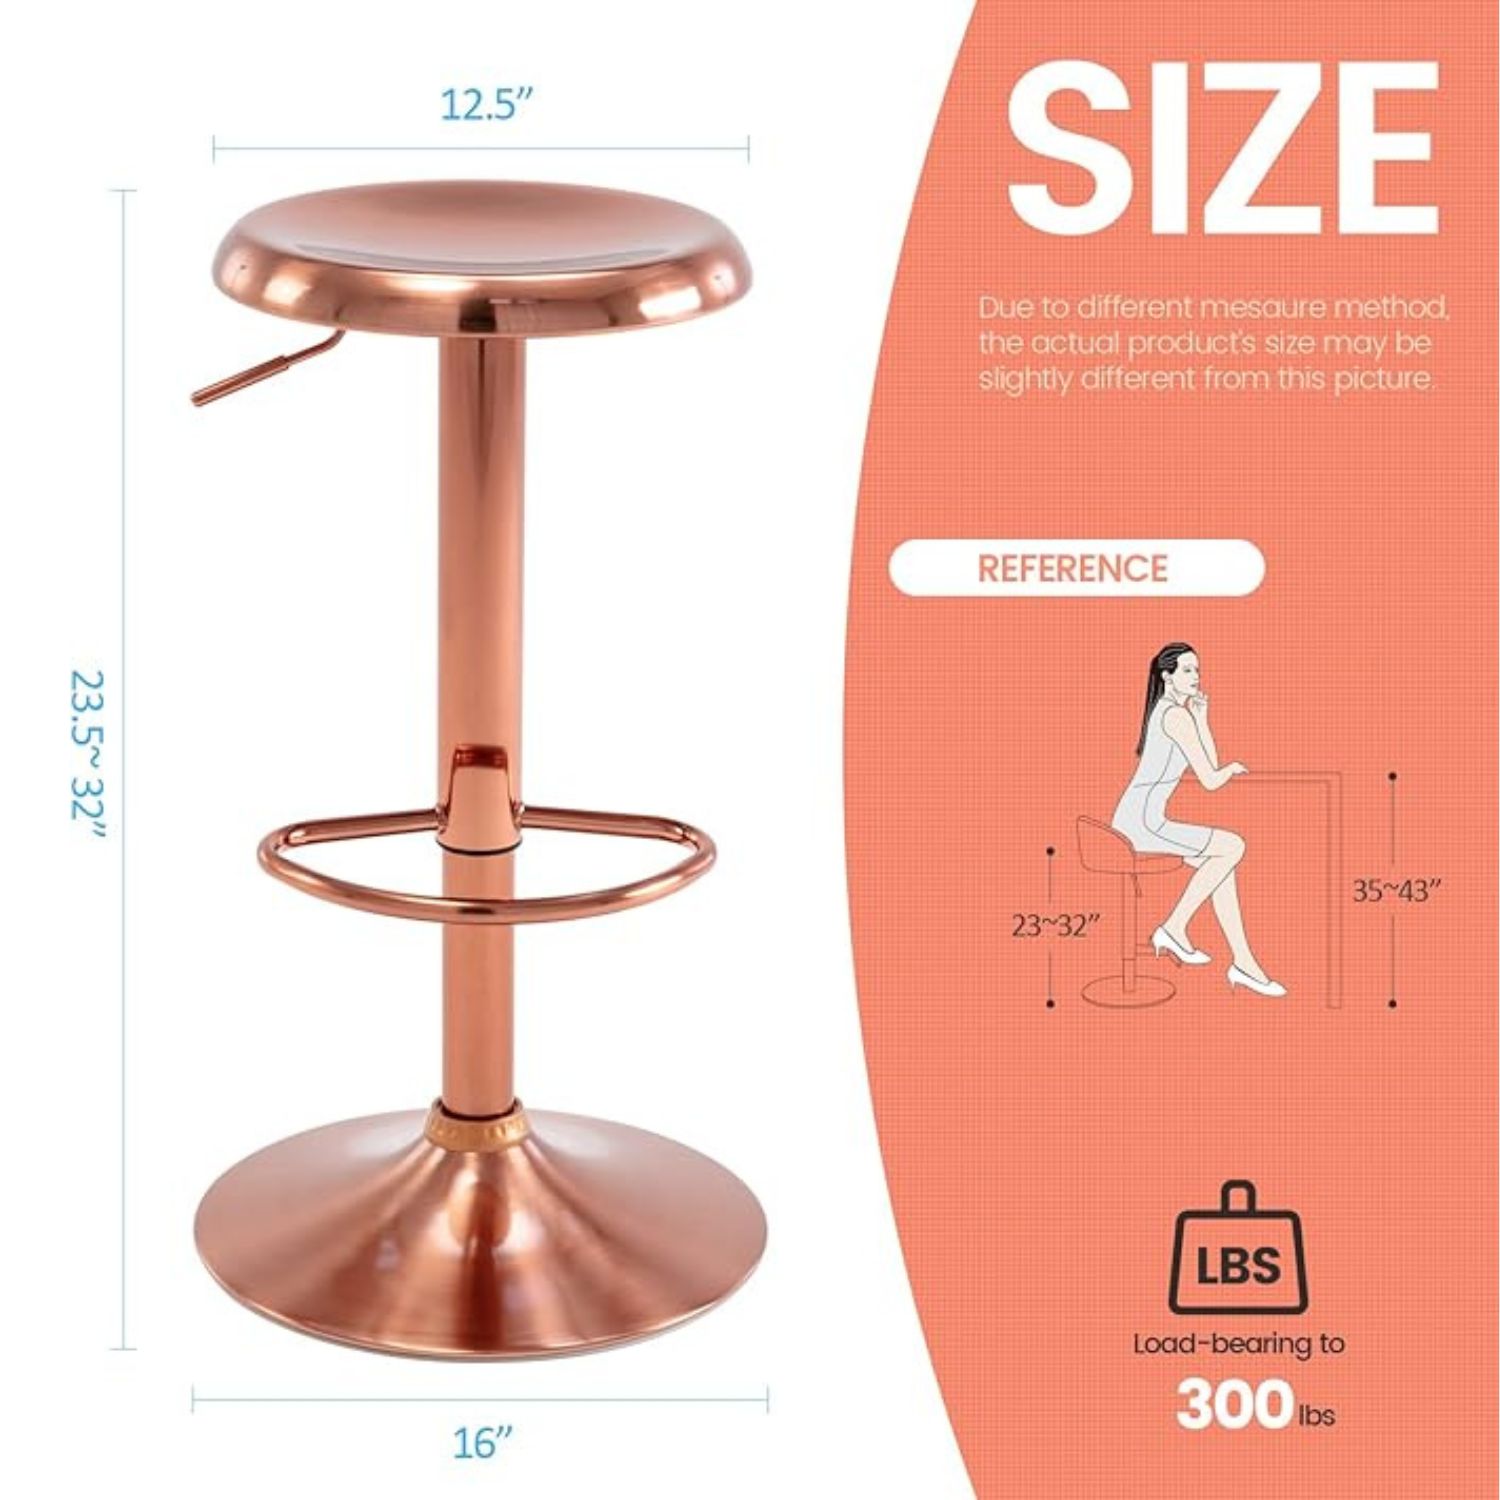 12.5”
23.5~32”
16”
SIZE
Due to different mesaure method,
the actual product's size may be
slightly different from this picture.
REFERENCE
23~32”
35~43”
LBS
Load-bearing to
300 lbs